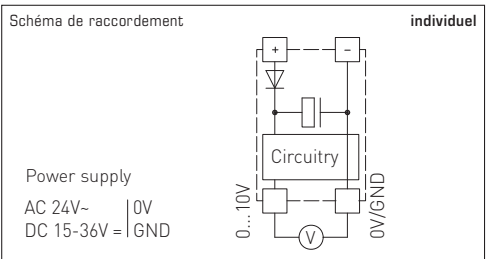 Schéma de raccordement
individuel
+ −
Circuitry
Power supply
AC 24V~ 0V
DC 15-36V = GND
0...10V
0V/GND
V